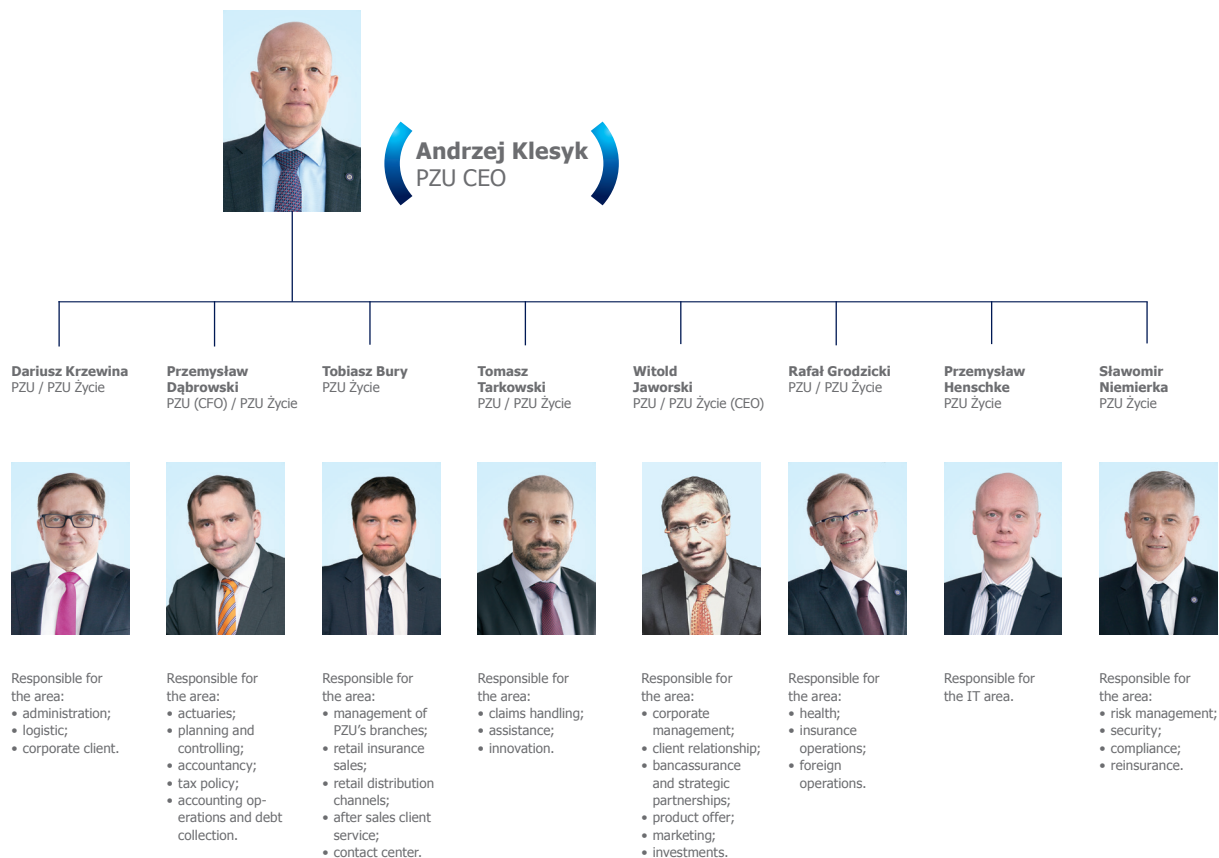 Andrzej Klesyk
PZU CEO
Dariusz Krzewina
PZU / PZU Życie
Przemysław
Dąbrowski
PZU (CFO) / PZU Życie
Tobiasz Bury
PZU Życie
Tomasz
Tarkowski
PZU / PZU Życie
Witold
Jaworski
PZU / PZU Życie (CEO)
Rafał Grodzicki
PZU / PZU Życie
Przemysław
Henschke
PZU Życie
Sławomir
Niemierka
PZU Życie
Responsible for
the area:
• administration;
• logistic;
• corporate client.
Responsible for
the area:
• actuaries;
• planning and
controlling;
• accountancy;
• tax policy;
• accounting op-
erations and debt
collection.
Responsible for
the area:
• management of
PZU's branches;
• retail insurance
sales;
• retail distribution
channels;
• after sales client
service;
• contact center.
Responsible for
the area:
• claims handling;
• assistance;
• innovation.
Responsible for
the area:
• corporate
management;
• client relationship;
• bancassurance
and strategic
partnerships;
• product offer;
• marketing;
• investments.
Responsible for
the area:
• health;
• insurance
operations;
• foreign
operations.
Responsible for
the IT area.
Responsible for
the area:
• risk management;
• security;
• compliance;
• reinsurance.